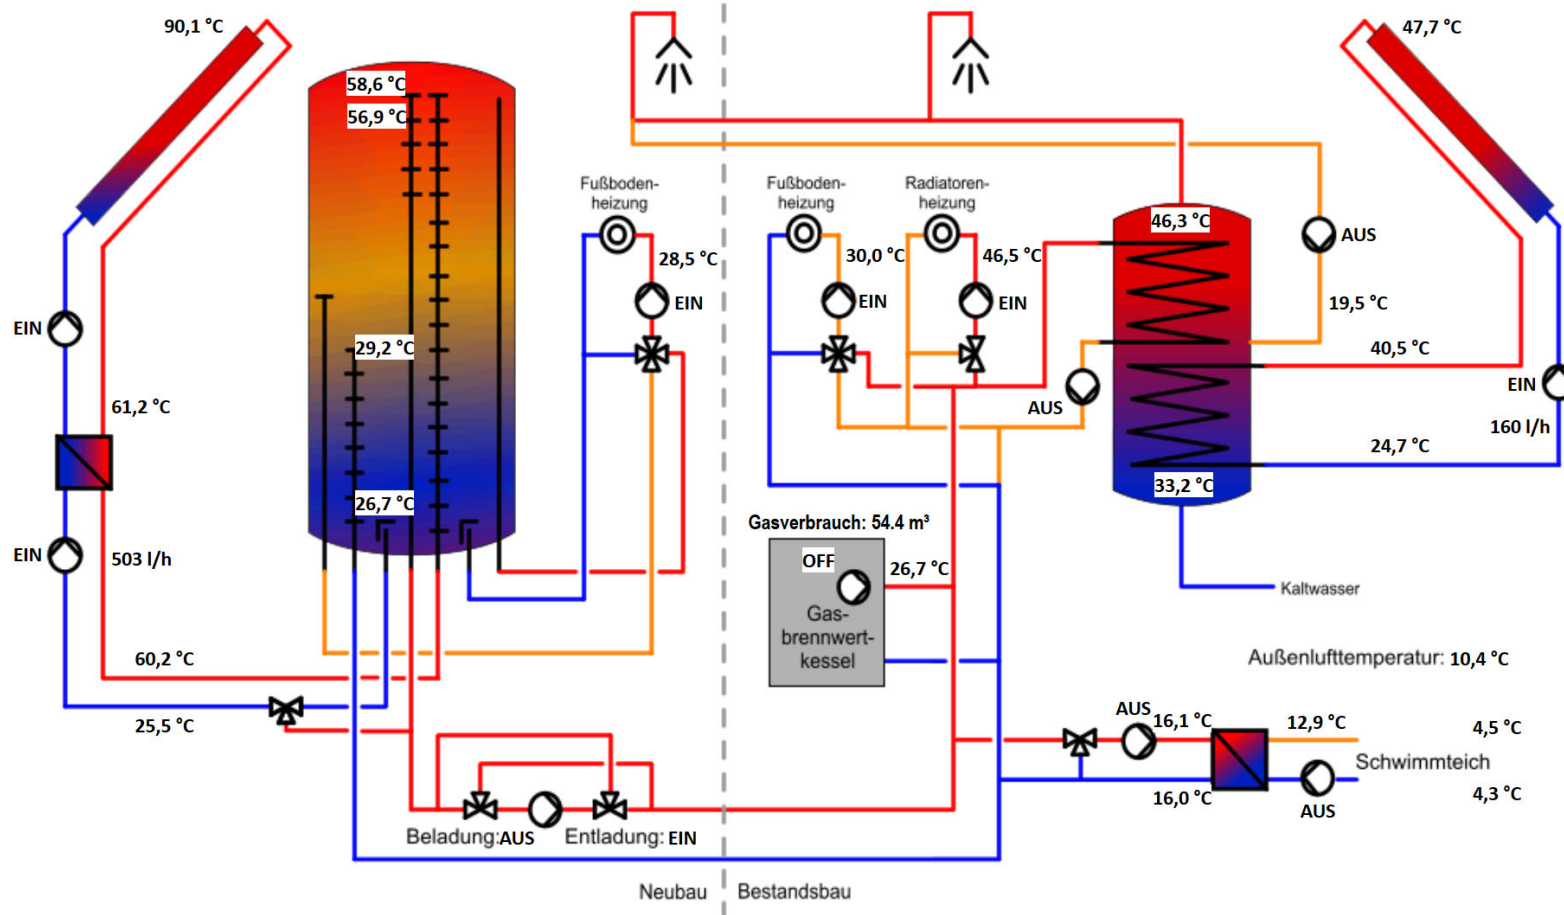 90,1 °C
47,7 °C
58,6 °C
56,9 °C
Fußboden-
heizung
Fußboden-
heizung
Radiatoren-
heizung
46,3 °C
AUS
28,5 °C
30,0 °C
46,5 °C
EIN
EIN
EIN
19,5 °C
EIN
29,2 °C
40,5 °C
EIN
61,2 °C
AUS
160 l/h
24,7 °C
26,7 °C
33,2 °C
Gasverbrauch: 54.4 m³
EIN
503 l/h
OFF
26,7 °C
Gas-
brennwert-
kessel
Kaltwasser
60,2 °C
Außenlufttemperatur: 10,4 °C
25,5 °C
AUS
16,1 °C
12,9 °C
4,5 °C
Schwimmteich
16,0 °C
AUS
4,3 °C
Beladung:AUS
Entladung: EIN
Neubau
Bestandsbau